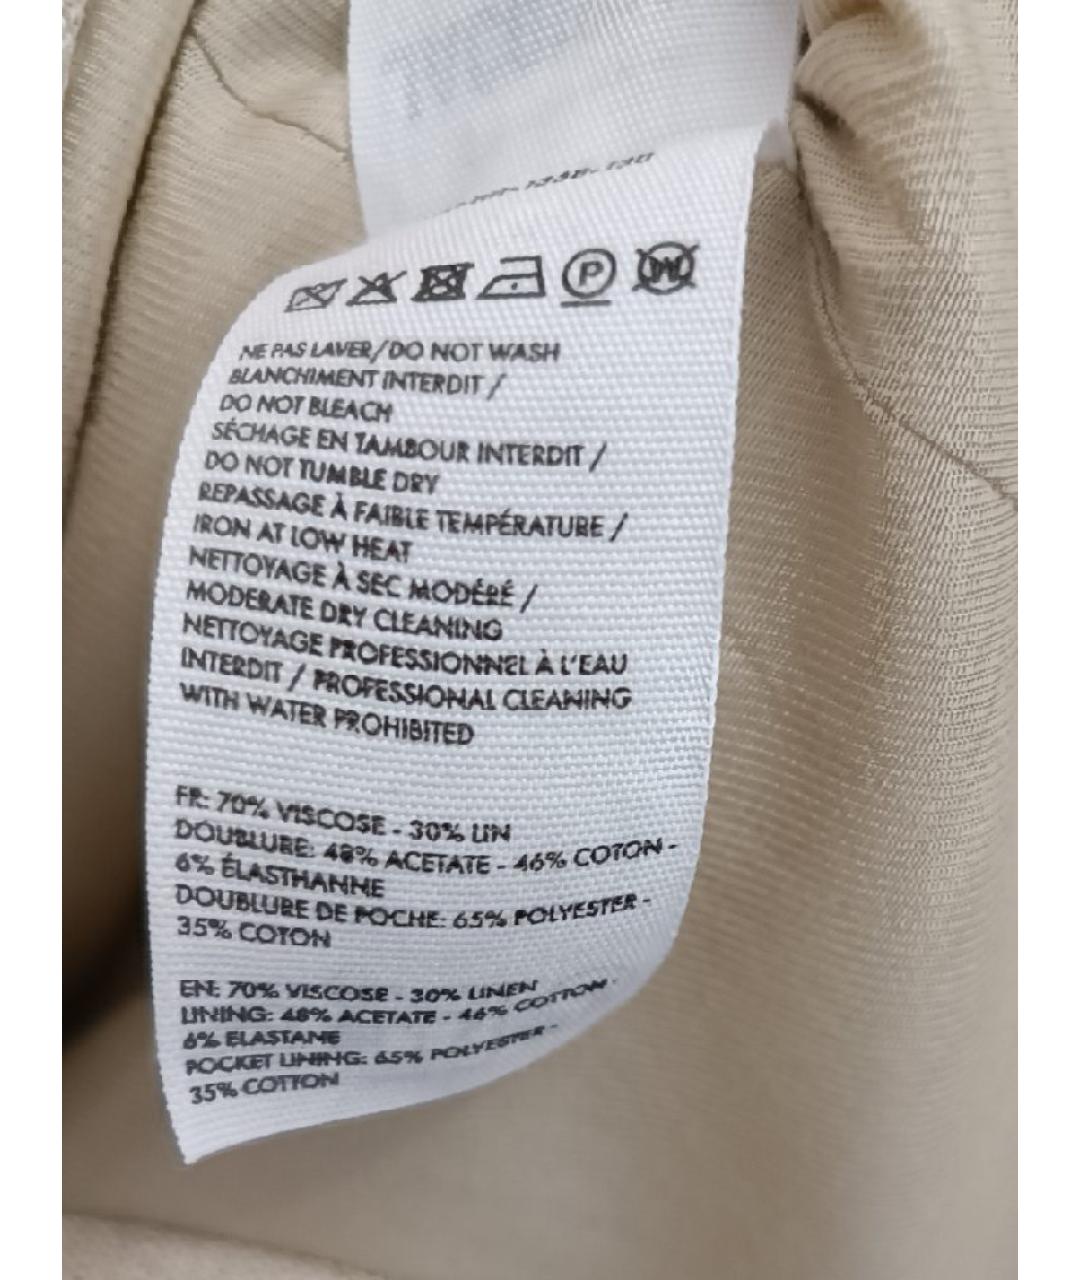 P
W
NE PAS LAVER/DO NOT WASH
BLANCHIMENT INTERDIT /
DO NOT BLEACH
SÉCHAGE EN TAMBOUR INTERDIT /
DO NOT TUMBLE DRY
REPASSAGE À FAIBLE TEMPÉRATURE /
IRON AT LOW HEAT
NETTOYAGE À SEC MODÉRÉ /
MODERATE DRY CLEANING
NETTOYAGE PROFESSIONNEL À L'EAU
INTERDIT / PROFESSIONAL CLEANING
WITH WATER PROHIBITED
FR: 70% VISCOSE - 30% LIN
DOUBLURE: 48% ACETATE - 46% COTON -
6% ÉLASTHANNE
DOUBLURE DE POCHE: 65% POLYESTER -
35% COTON
EN: 70% VISCOSE - 30% LINEN
LINING: 48% ACETATE - 46% COTTON -
6% ELASTANE
POCKET LINING: 65% POLYESTER -
35% COTTON